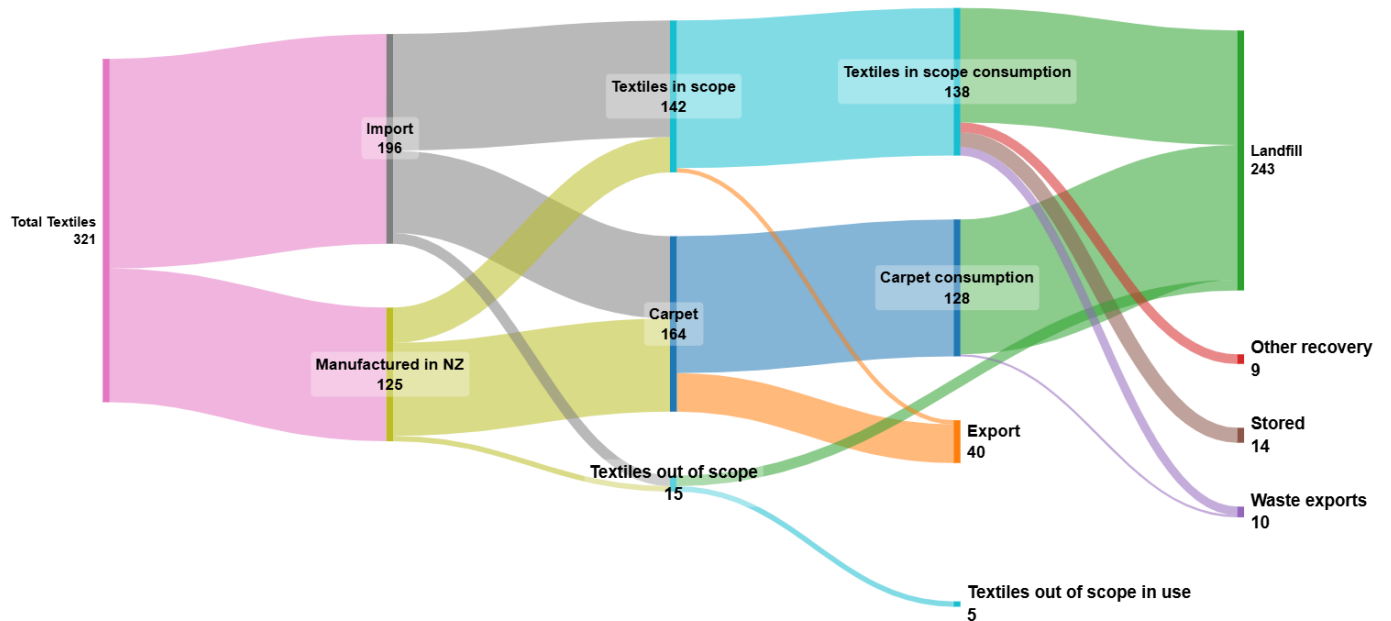 Total Textiles
321
Import
196
Manufactured in NZ
125
Textiles in scope
142
Carpet
164
Textiles out of scope
15
Textiles in scope consumption
138
Carpet consumption
128
Export
40
Textiles out of scope in use
5
Landfill
243
Other recovery
9
Stored
14
Waste exports
10